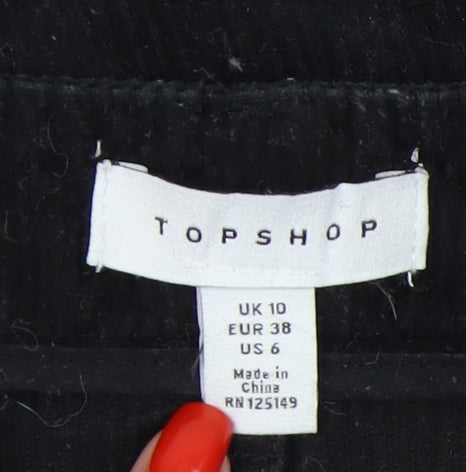 TOPSHOP
UK 10
EUR 38
US 6
Made in
China
RN 125149